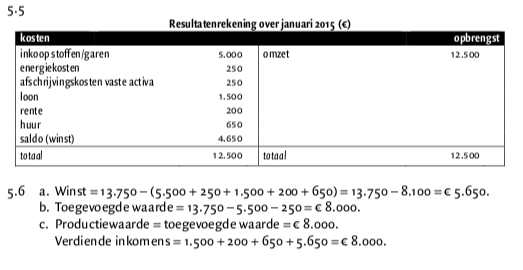 5.5
Resultatenrekening over januari 2015 (€)
kosten opbrengst
inkoop stoffen/garen 5.000 omzet 12.500
energiekosten 250
afschrijvingskosten vaste activa 250
loon 1.500
rente 200
huur 650
saldo (winst) 4.650
totaal 12.500 totaal 12.500
5.6 a. Winst = 13.750 – (5.500 + 250 + 1.500 + 200 + 650) = 13.750 – 8.100 = € 5.650.
b. Toegevoegde waarde = 13.750 – 5.500 – 250 = € 8.000.
c. Productiewaarde = toegevoegde waarde = € 8.000.
Verdiende inkomens = 1.500 + 200 + 650 + 5.650 = € 8.000.